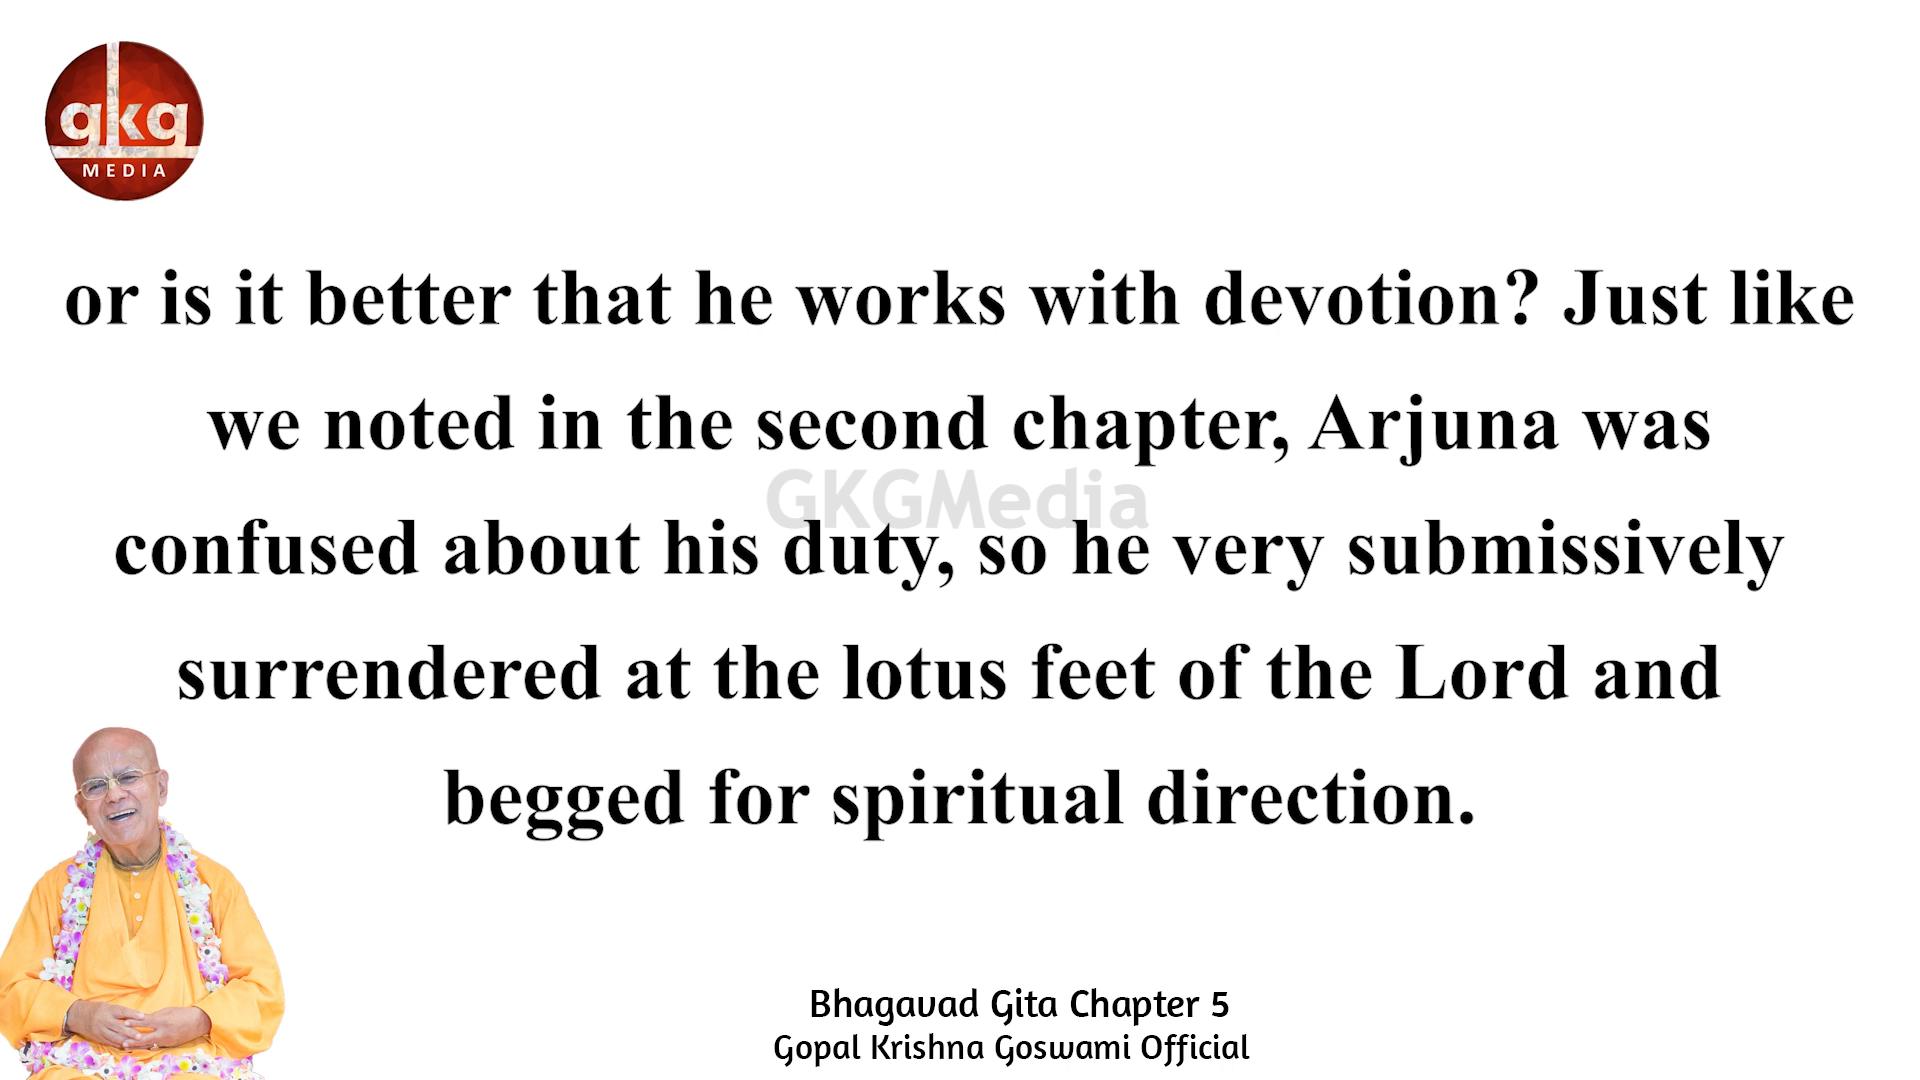 gkg
MEDIA
or is it better that he works with devotion? Just like
we noted in the second chapter, Arjuna was
GKGMedia
confused about his duty, so he very submissively
surrendered at the lotus feet of the Lord and
begged for spiritual direction.
Bhagavad Gita Chapter 5
Gopal Krishna Goswami Official